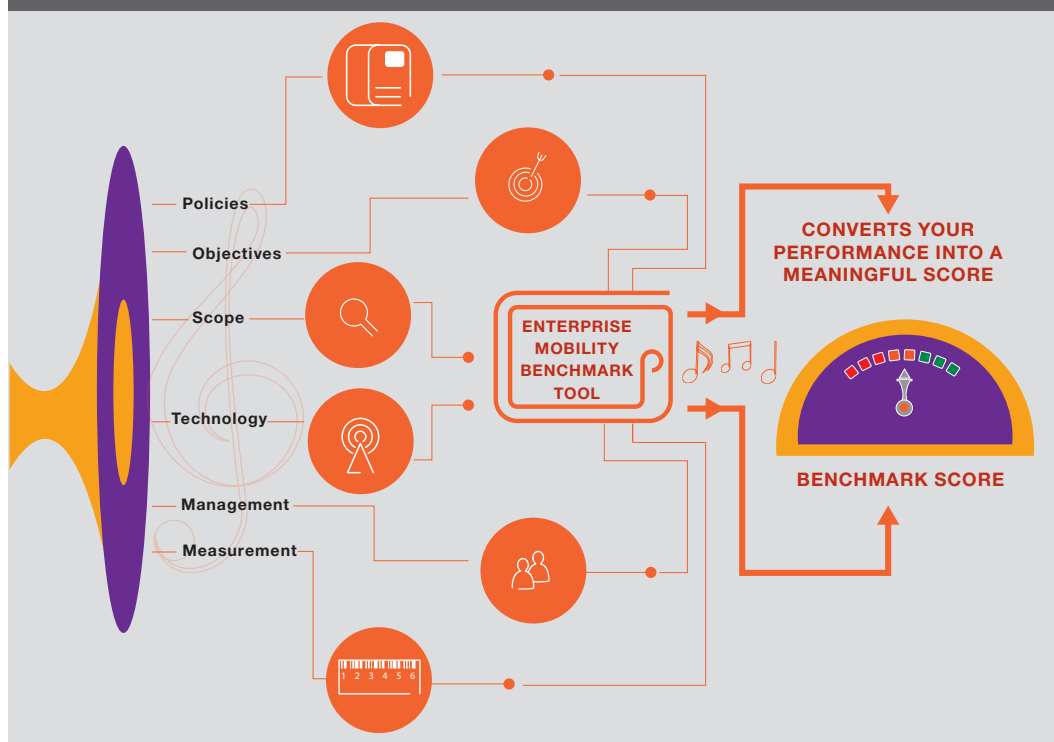 Policies
Objectives
Scope
Technology
Management
Measurement
1 2 3 4 5 6
ENTERPRISE
MOBILITY
BENCHMARK
TOOL
CONVERTS YOUR
PERFORMANCE INTO A
MEANINGFUL SCORE
BENCHMARK SCORE